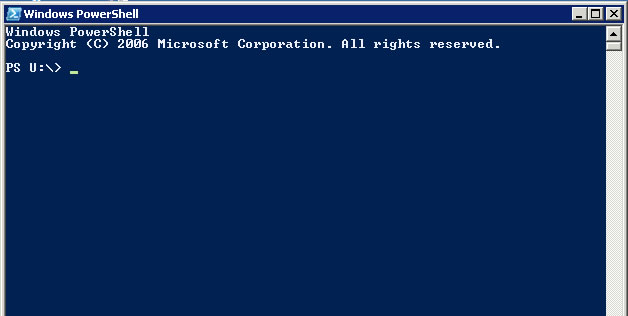 Windows PowerShell
Windows PowerShell
Copyright (C) 2006 Microsoft Corporation. All rights reserved.
PS U:\> _